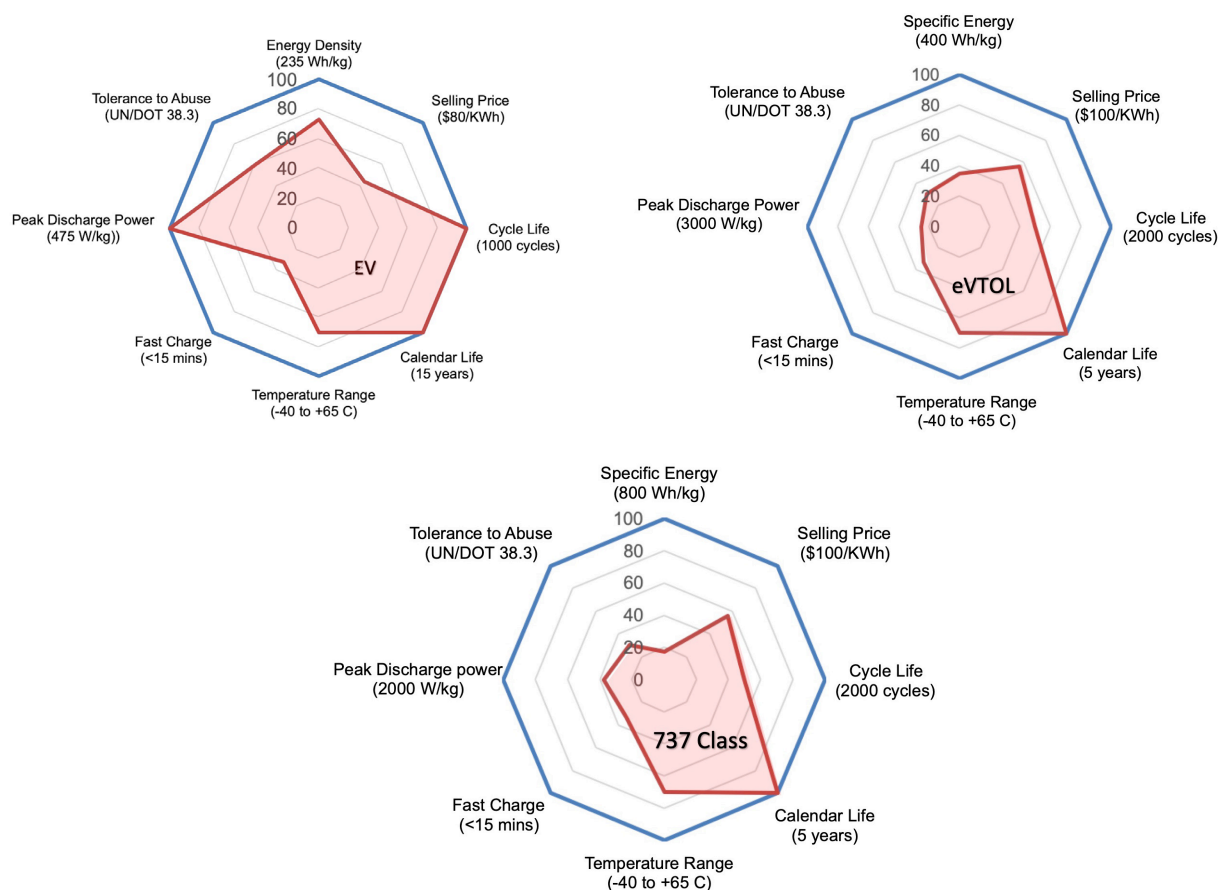 Energy Density
(235 Wh/kg)
100
80
60
40
20
0
Selling Price
($80/KWh)
Cycle Life
(1000 cycles)
Calendar Life
(15 years)
Temperature Range
(-40 to +65 C)
Fast Charge
(<15 mins)
Peak Discharge Power
(475 W/kg))
Tolerance to Abuse
(UN/DOT 38.3)
EV
Specific Energy
(400 Wh/kg)
100
80
60
40
20
0
Selling Price
($100/KWh)
Cycle Life
(2000 cycles)
Calendar Life
(5 years)
Temperature Range
(-40 to +65 C)
Fast Charge
(<15 mins)
Peak Discharge Power
(3000 W/kg)
Tolerance to Abuse
(UN/DOT 38.3)
eVTOL
Specific Energy
(800 Wh/kg)
100
80
60
40
20
0
Selling Price
($100/KWh)
Cycle Life
(2000 cycles)
Calendar Life
(5 years)
Temperature Range
(-40 to +65 C)
Fast Charge
(<15 mins)
Peak Discharge power
(2000 W/kg)
Tolerance to Abuse
(UN/DOT 38.3)
737 Class